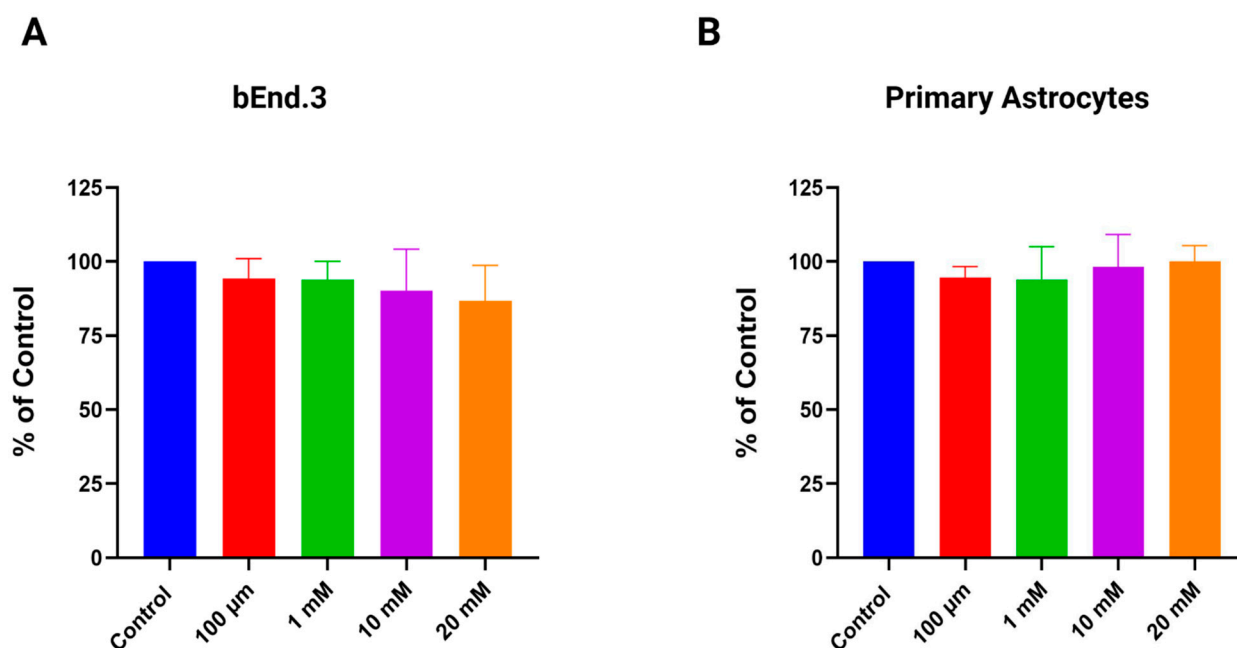 A
bEnd.3
% of Control
125
100
75
50
25
0
Control
100 µm
1 mM
10 mM
20 mM
B
Primary Astrocytes
% of Control
125
100
75
50
25
0
Control
100 µm
1 mM
10 mM
20 mM